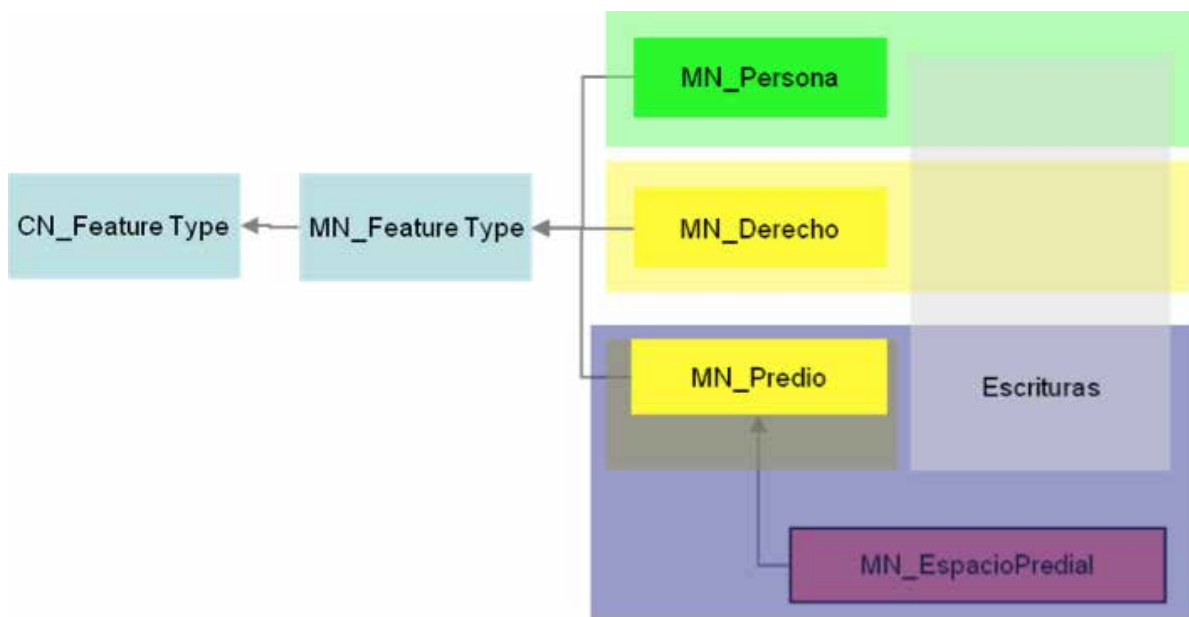 MN_Persona
CN_Feature Type
MN_Feature Type
MN_Derecho
MN_Predio
Escrituras
MN_EspacioPredial